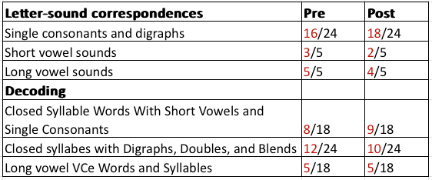 Letter-sound correspondences Pre Post
Single consonants and digraphs 16/24 18/24
Short vowel sounds 3/5 2/5
Long vowel sounds 5/5 4/5
Decoding
Closed Syllable Words With Short Vowels and
Single Consonants 8/18 9/18
Closed syllabes with Digraphs, Doubles, and Blends 12/24 10/24
Long vowel VCe Words and Syllables 5/18 5/18